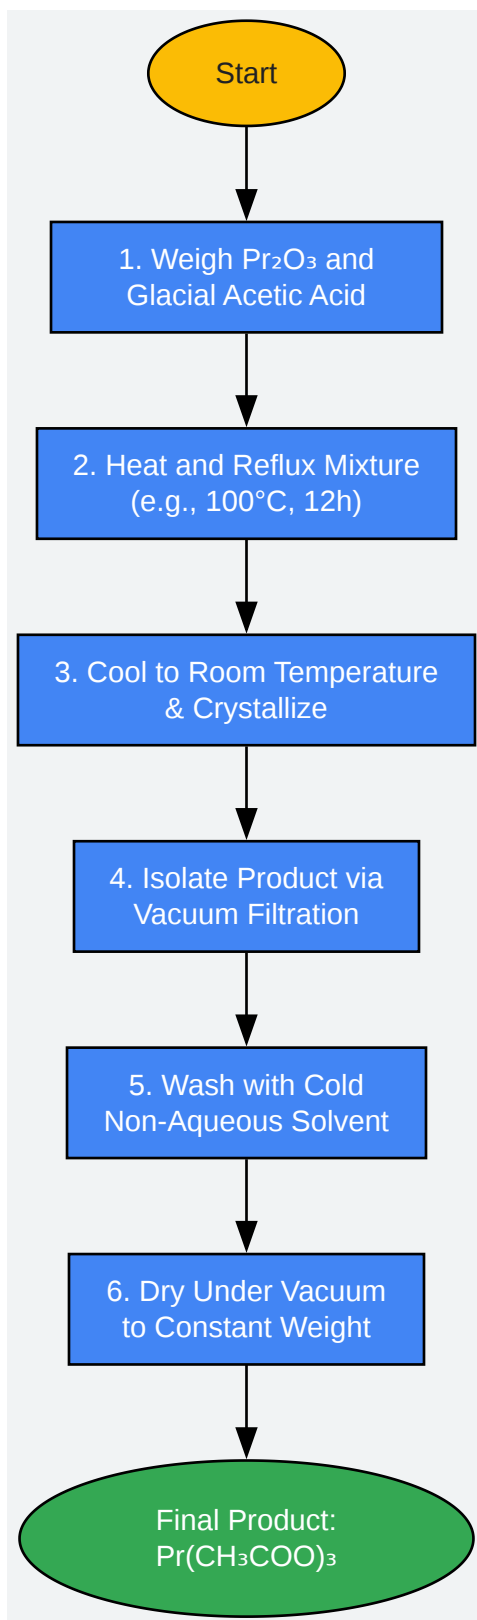 Start
1. Weigh Pr₂O₃ and
Glacial Acetic Acid
2. Heat and Reflux Mixture
(e.g., 100°C, 12h)
3. Cool to Room Temperature
& Crystallize
4. Isolate Product via
Vacuum Filtration
5. Wash with Cold
Non-Aqueous Solvent
6. Dry Under Vacuum
to Constant Weight
Final Product:
Pr(CH₃COO)₃